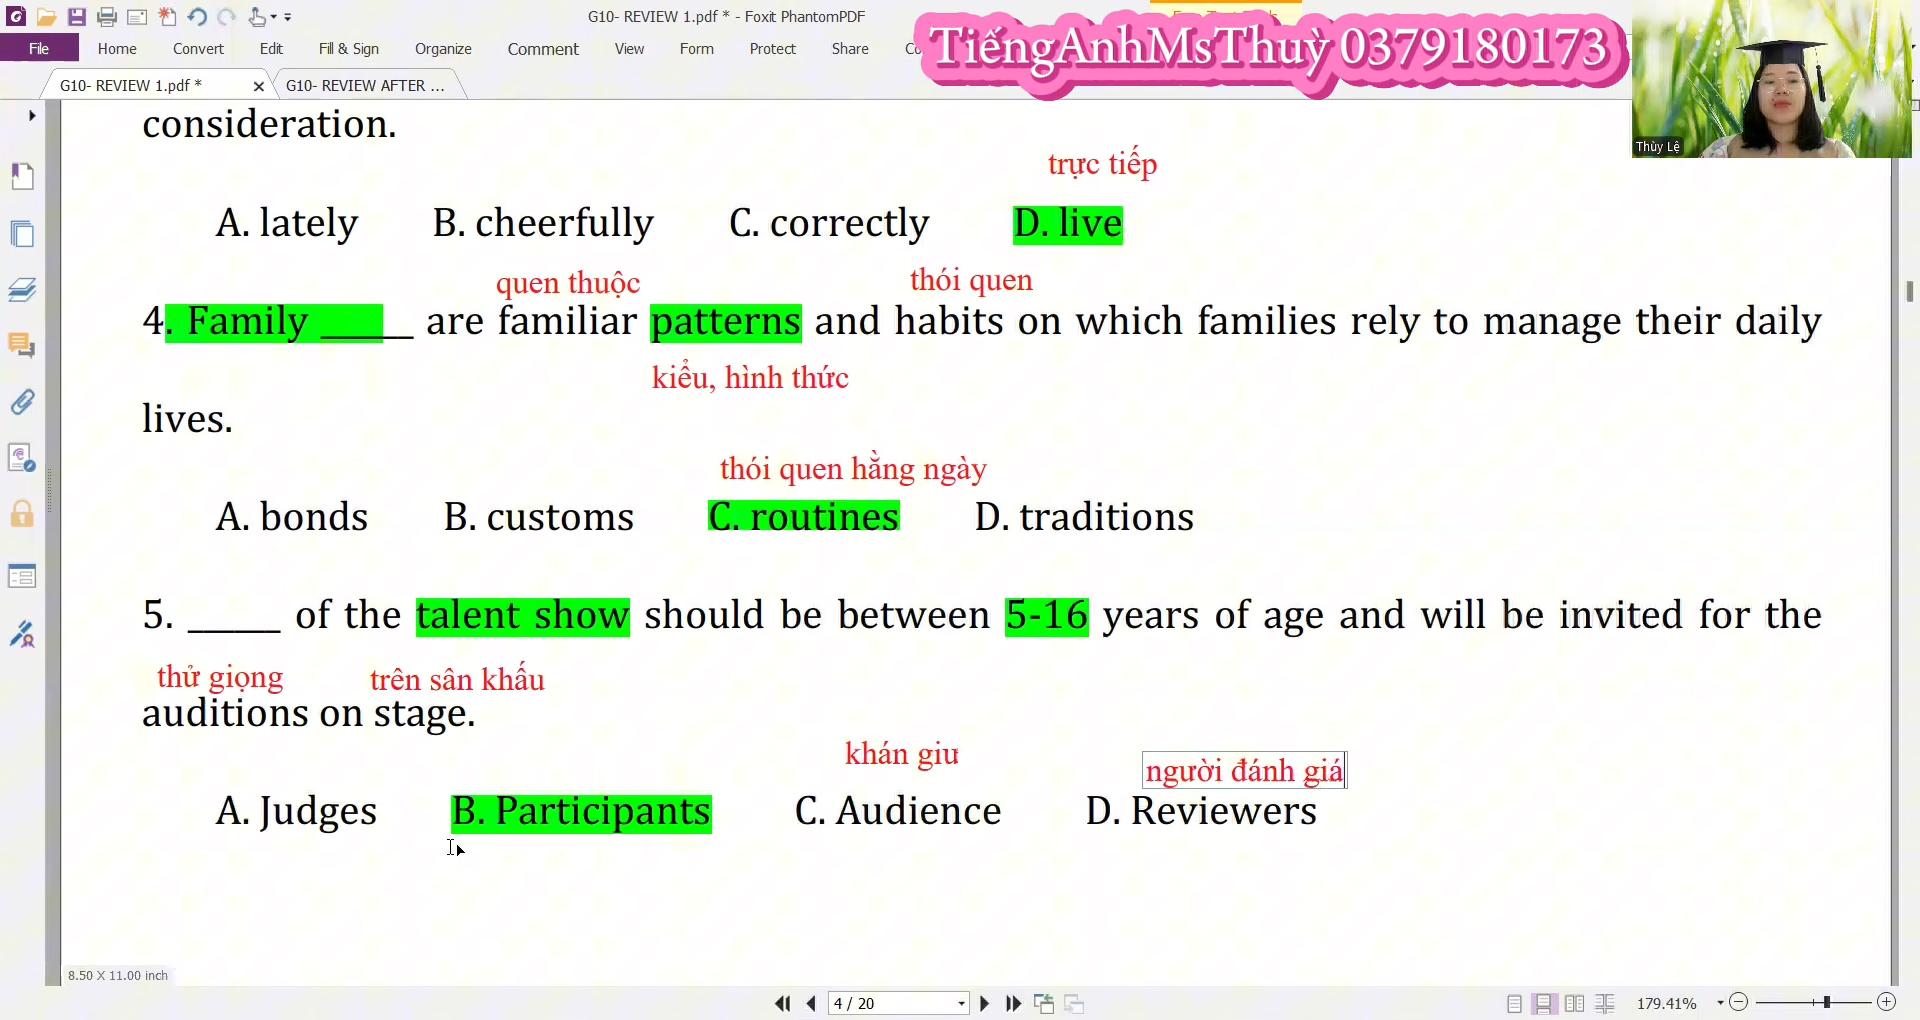 G10- REVIEW 1.pdf * - Foxit PhantomPDF
File Home Convert Edit Fill & Sign Organize Comment View Form Protect Share
TiếngAnhMsThuỳ 0379180173
G10- REVIEW 1.pdf * G10- REVIEW AFTER ...
Thùy Lệ
consideration.
trực tiếp
A. lately B. cheerfully C. correctly D. live
quen thuộc thói quen
4. Family ______ are familiar patterns and habits on which families rely to manage their daily
kiểu, hình thức
lives.
thói quen hằng ngày
A. bonds B. customs C. routines D. traditions
5. ______ of the talent show should be between 5-16 years of age and will be invited for the
thử giọng trên sân khấu
auditions on stage.
khán giư người đánh giá
A. Judges B. Participants C. Audience D. Reviewers
8.50 X 11.00 inch
4 / 20
179.41%